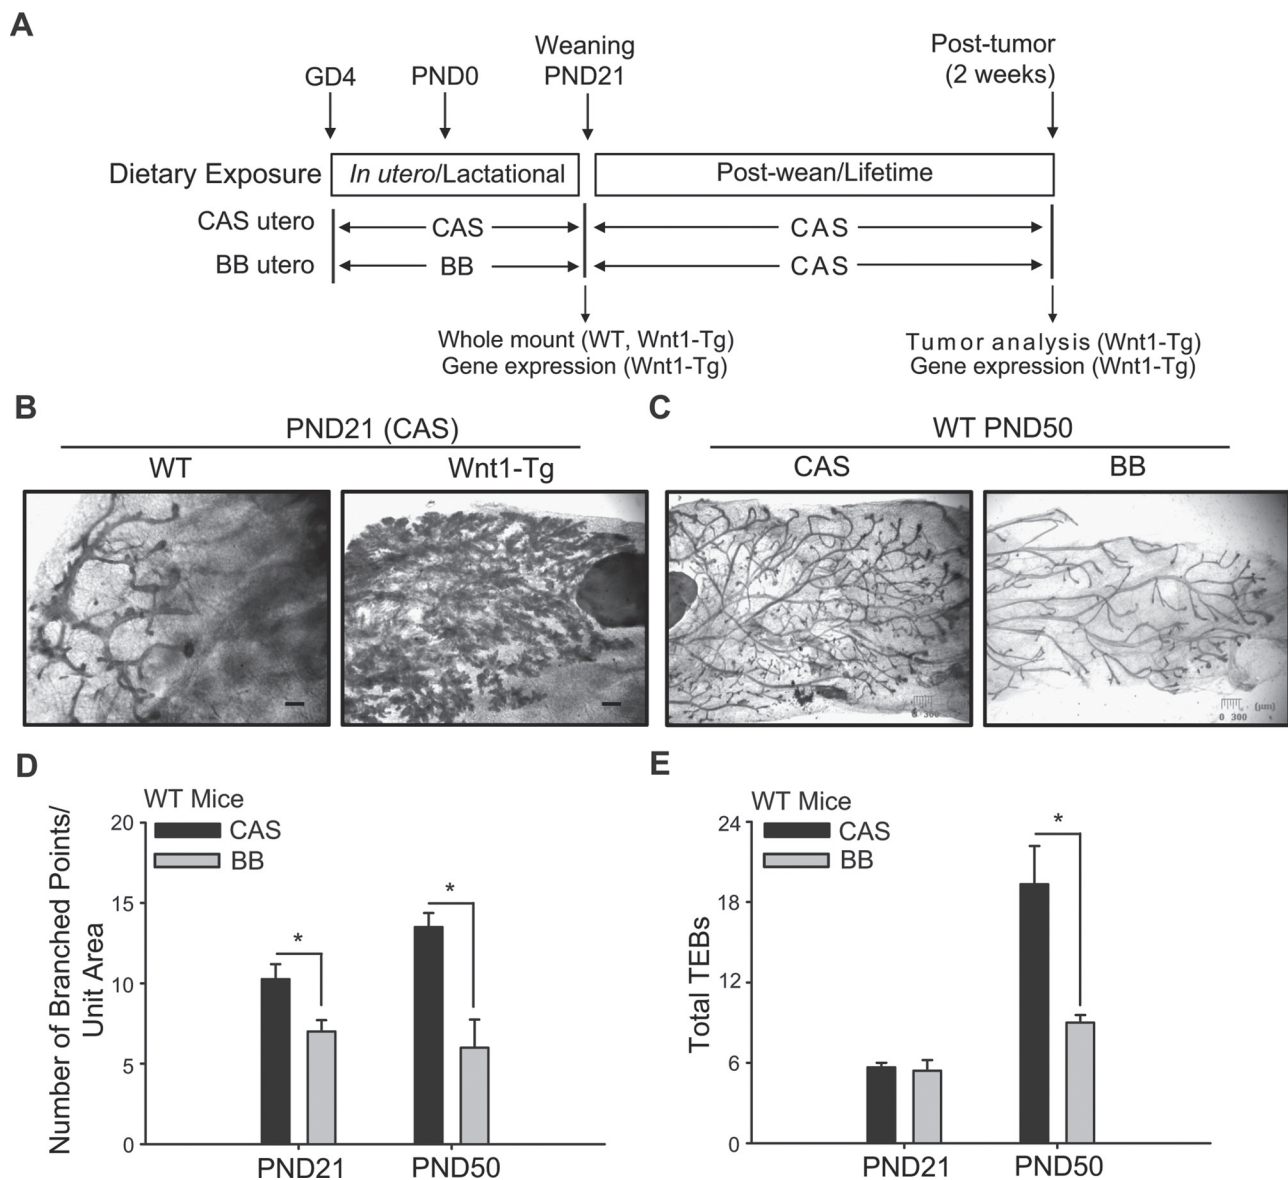 A
GD4
PND0
Weaning
PND21
Post-tumor
(2 weeks)
Dietary Exposure
In utero/Lactational
Post-wean/Lifetime
CAS utero
CAS
CAS
BB utero
BB
CAS
Whole mount (WT, Wnt1-Tg)
Gene expression (Wnt1-Tg)
Tumor analysis (Wnt1-Tg)
Gene expression (Wnt1-Tg)
B
PND21 (CAS)
WT
Wnt1-Tg
C
WT PND50
CAS
BB
0 300
0 300 (µm)
D
WT Mice
CAS
BB
Number of Branched Points/
Unit Area
20
15
10
5
0
*
*
PND21
PND50
E
WT Mice
CAS
BB
Total TEBs
24
18
12
6
0
*
PND21
PND50